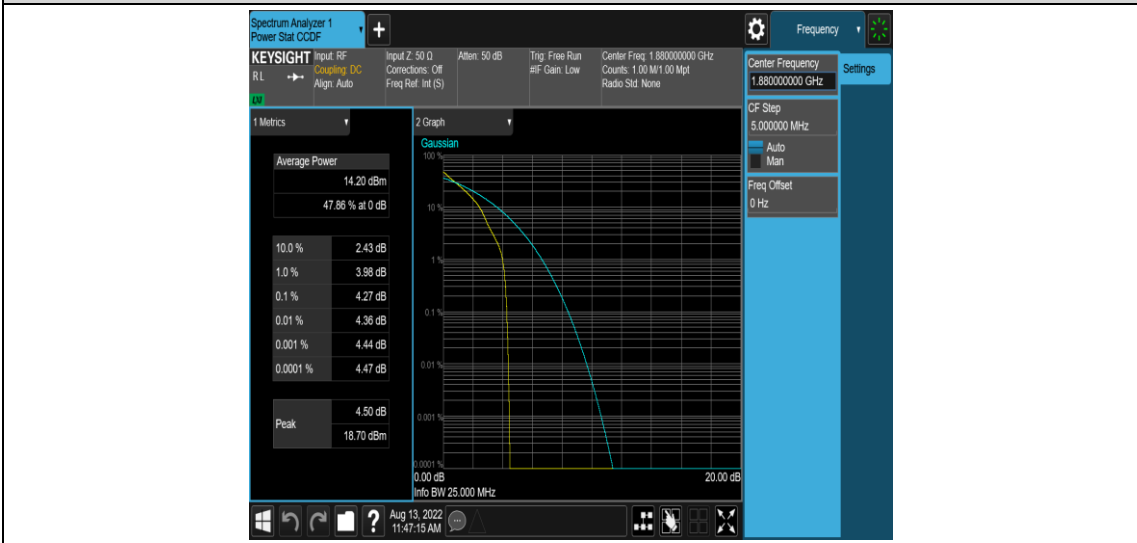 Spectrum Analyzer 1
Power Stat CCDF
+
Frequency
KEYSIGHT
RL
LNI
Input: RF
Coupling: DC
Align: Auto
Input Z: 50 Ω
Corrections: Off
Freq Ref: Int (S)
Atten: 50 dB
Trig: Free Run
#IF Gain: Low
Center Freq: 1.880000000 GHz
Counts: 1.00 M/1.00 Mpt
Radio Std: None
Center Frequency
1.880000000 GHz
Settings
CF Step
5.000000 MHz
Auto
Man
Freq Offset
0 Hz
1 Metrics
Average Power
14.20 dBm
47.86 % at 0 dB
10.0 % 2.43 dB
1.0 % 3.98 dB
0.1 % 4.27 dB
0.01 % 4.36 dB
0.001 % 4.44 dB
0.0001 % 4.47 dB
Peak 4.50 dB
18.70 dBm
2 Graph
Gaussian
100 %
10 %
1 %
0.1 %
0.01 %
0.001 %
0.0001 %
0.00 dB 20.00 dB
Info BW 25.000 MHz
?
Aug 13, 2022
11:47:15 AM